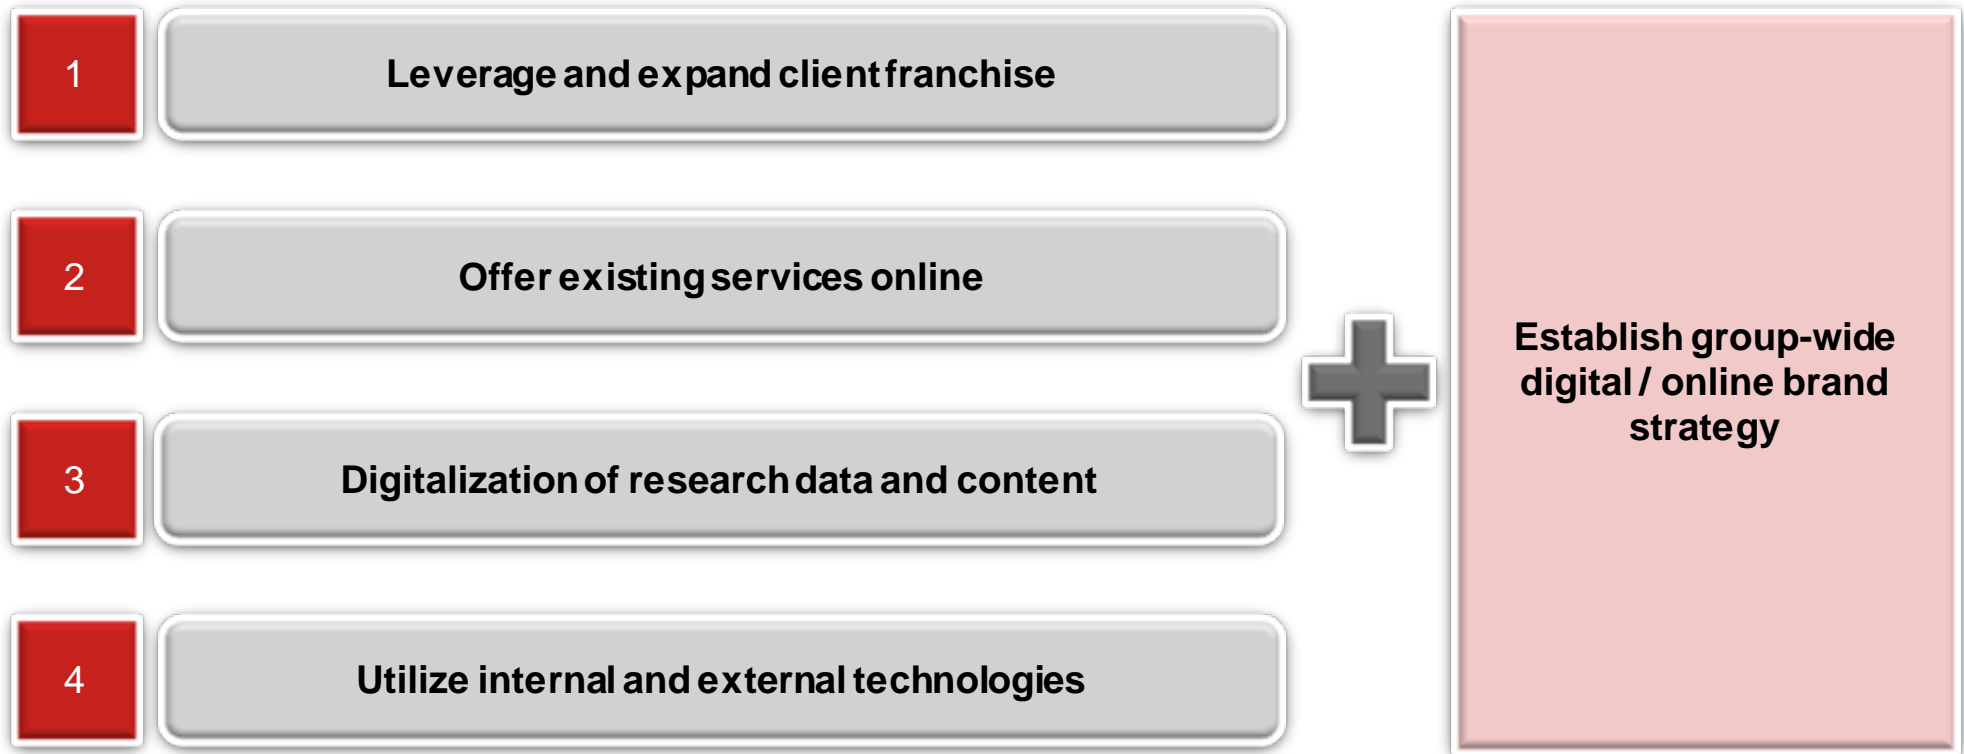 1
Leverage and expand client franchise
2
Offer existing services online
3
Digitalization of research data and content
4
Utilize internal and external technologies
Establish group-wide
digital / online brand
strategy